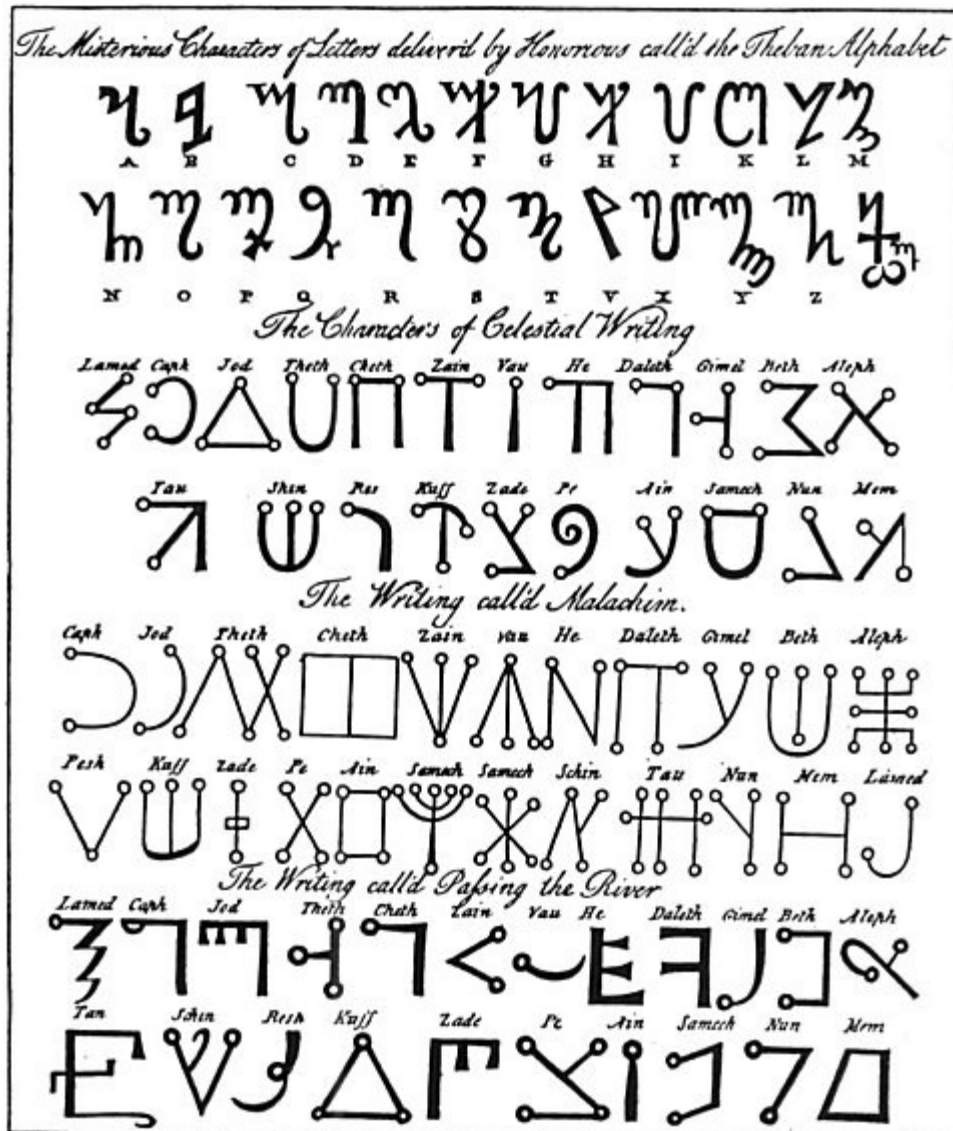 The Misterious Characters of Letters deliver'd by Honorious call'd the Theban Alphabet
A B C D E F G H I K L M
N O P Q R S T V X Y Z
The Characters of Celestial Writing
Lamed Caph Jod Theth Cheth Zain Vau He Daleth Gimel Beth Aleph
Tau Shin Res Kuff Zade Pe Ain Samech Nun Mem
The Writing call'd Malachim.
Caph Jod Theth Cheth Zain Vau He Daleth Gimel Beth Aleph
Resh Kuff Zade Pe Ain Samech Samech Schin Tau Nun Mem Lamed
The Writing call'd Passing the River
Lamed Caph Jod Theth Cheth Zain Vau He Daleth Gimel Beth Aleph
Tau Schin Resh Kuff Zade Pe Ain Samech Nun Mem